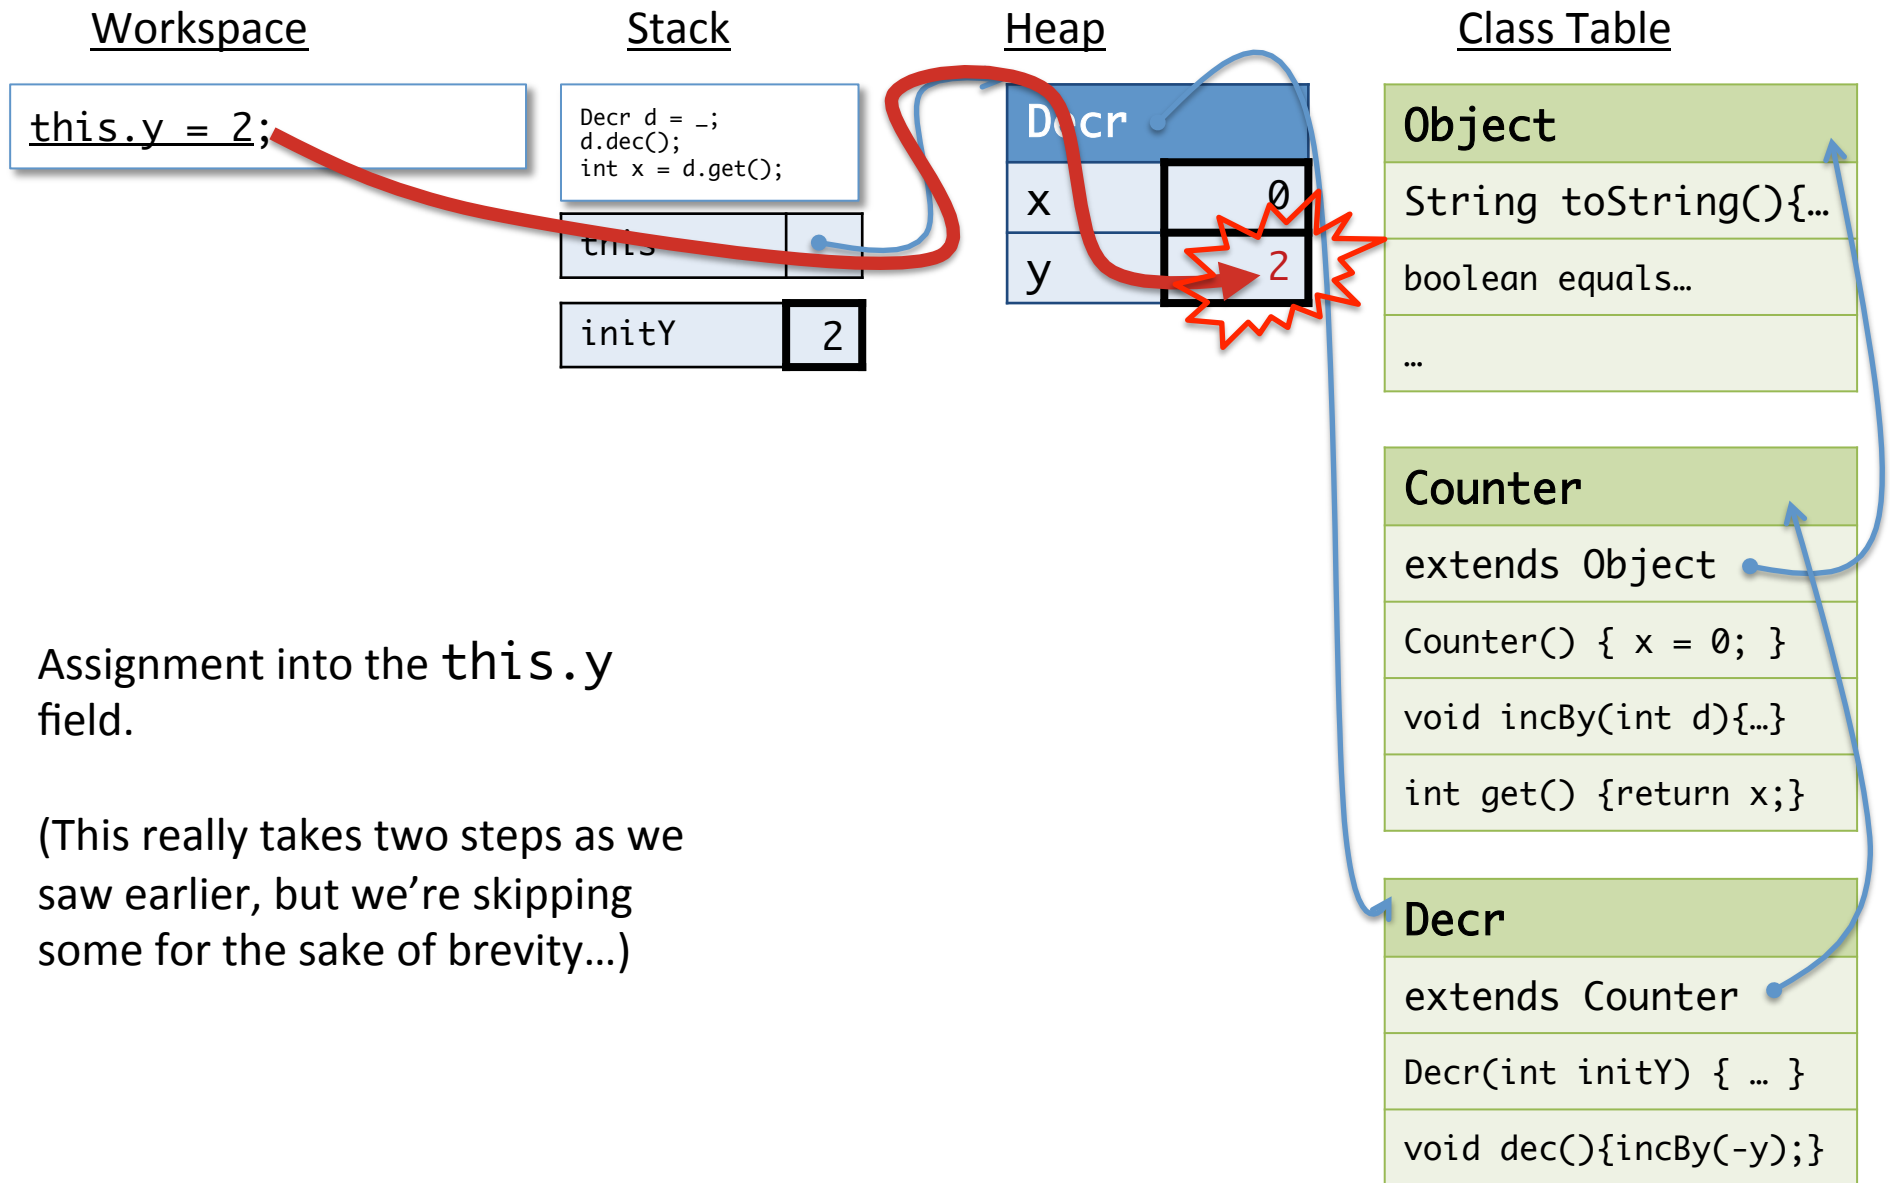 Workspace
Stack
Heap
Class Table
this.y = 2;
Decr d = _;
d.dec();
int x = d.get();
this
initY 2
Decr
x 0
y 2
Object
String toString(){…
boolean equals…
…
Counter
extends Object
Counter() { x = 0; }
void incBy(int d){…}
int get() {return x;}
Decr
extends Counter
Decr(int initY) { … }
void dec(){incBy(-y);}
Assignment into the this.y
field.
(This really takes two steps as we
saw earlier, but we’re skipping
some for the sake of brevity…)